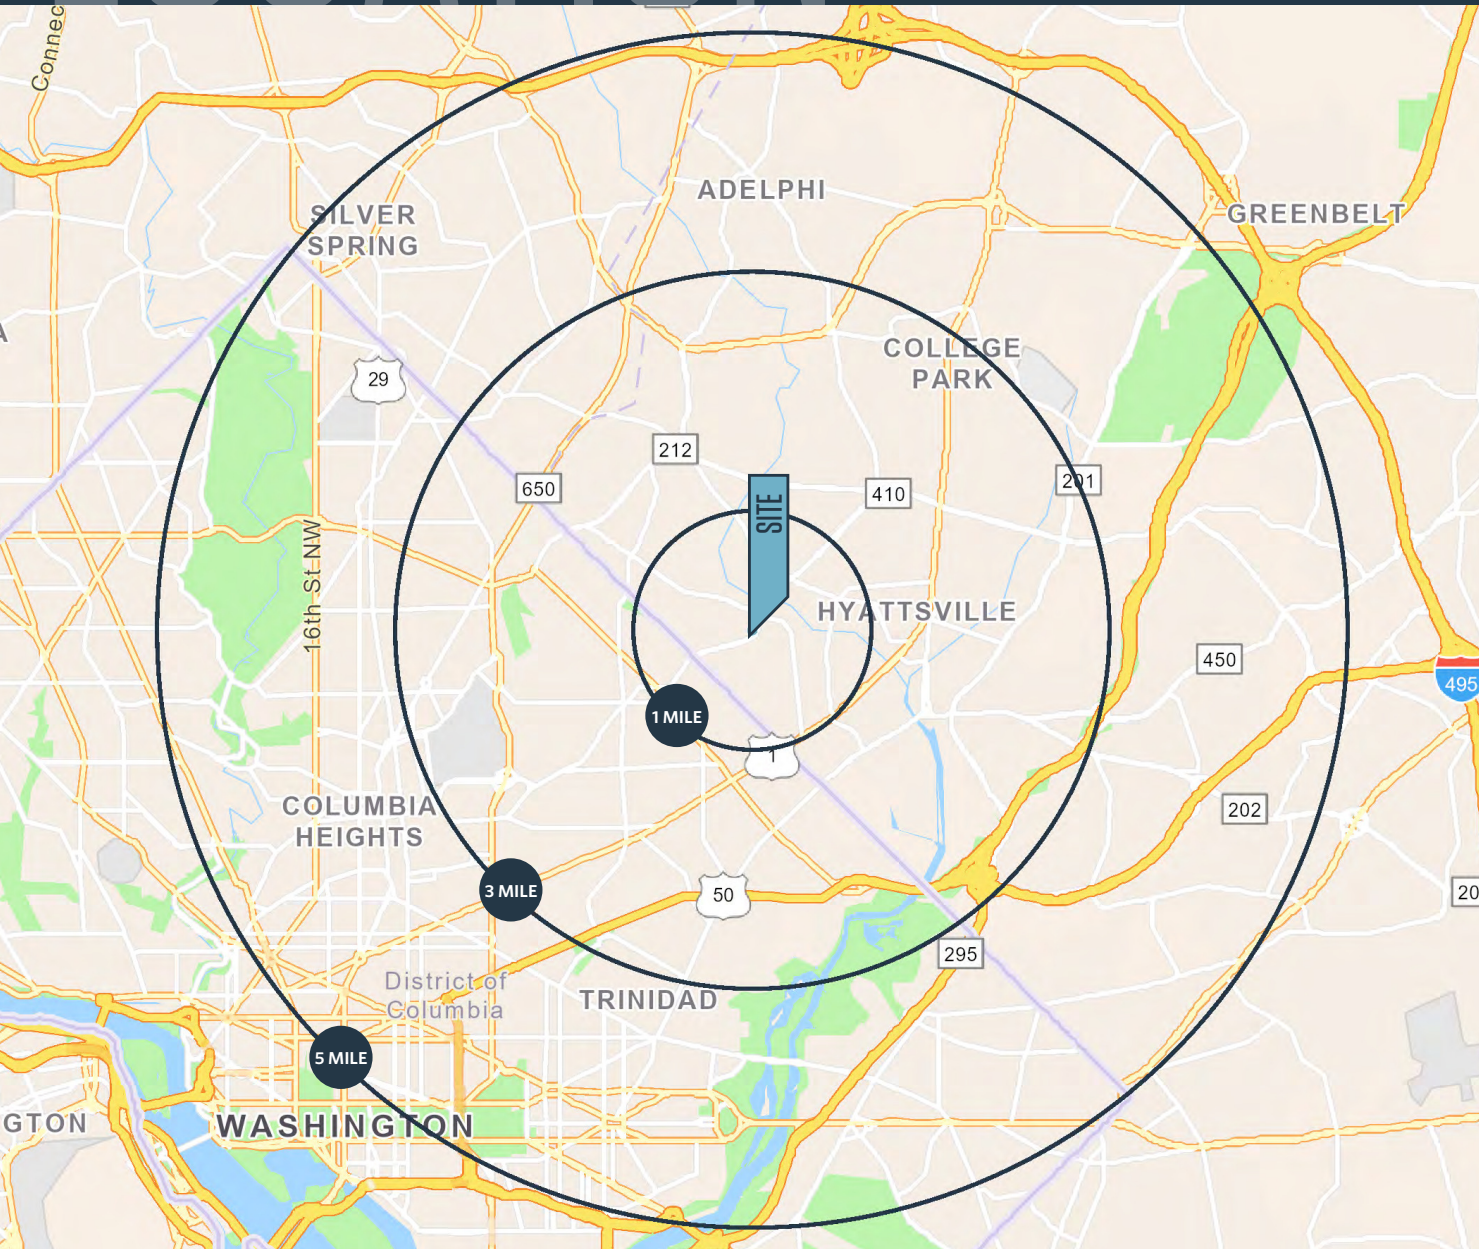 Connec
ADELPHI
SILVER
SPRING
GREENBELT
29
COLLEGE
PARK
212
650
410
201
SITE
16th St NW
HYATTSVILLE
450
495
1 MILE
1
COLUMBIA
HEIGHTS
202
3 MILE
50
20
295
District of
Columbia
TRINIDAD
5 MILE
GTON
WASHINGTON